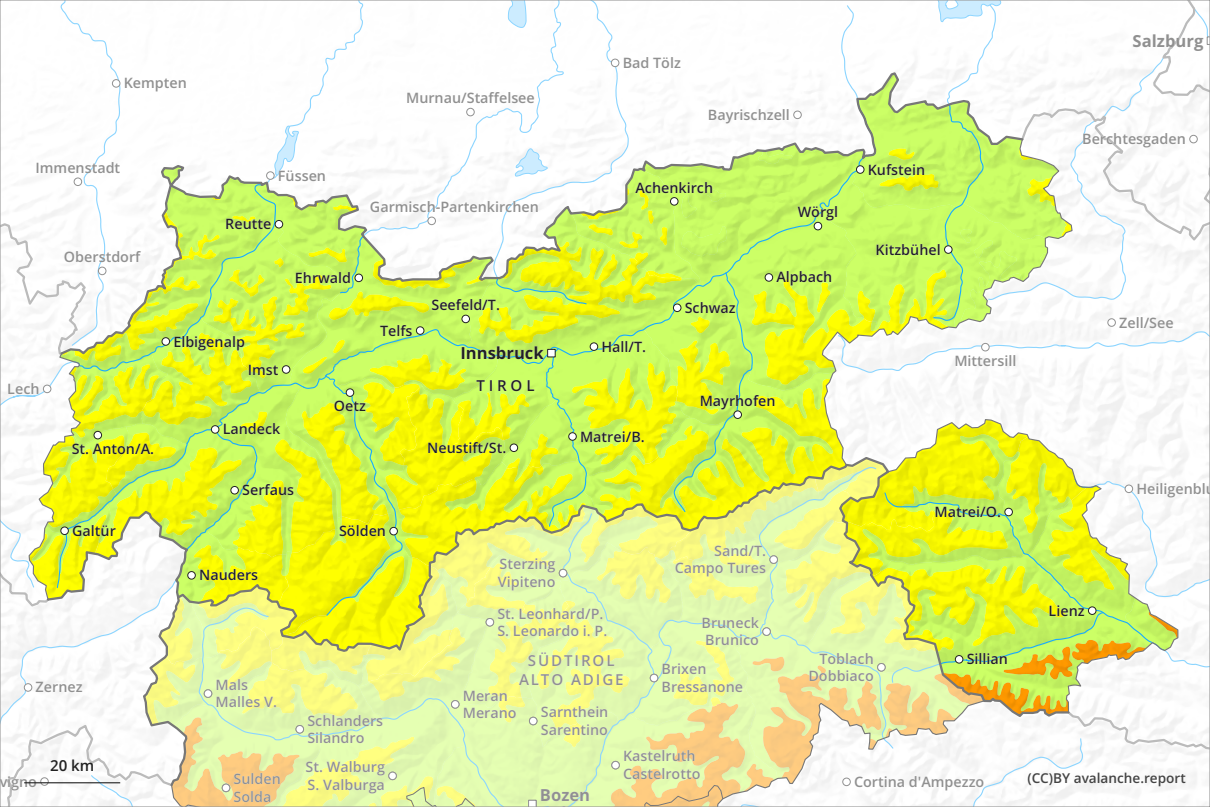 Salzburg
Bad Tölz
Kempten
Murnau/Staffelsee
Bayrischzell
Berchtesgaden
Immenstadt
Füssen
Kufstein
Achenkirch
Garmisch-Partenkirchen
Wörgl
Reutte
Oberstdorf
Kitzbühel
Ehrwald
Alpbach
Seefeld/T.
Schwaz
Zell/See
Telfs
Elbigenalp
Innsbruck
Hall/T.
Mittersill
Imst
TIROL
Lech
Oetz
Mayrhofen
Landeck
Matrei/B.
St. Anton/A.
Neustift/St.
Serfaus
Heiligenblu
Matrei/O.
Galtür
Sölden
Sand/T.
Campo Tures
Sterzing
Vipiteno
Nauders
Lienz
St. Leonhard/P.
S. Leonardo i. P.
Bruneck
Brunico
Sillian
SÜDTIROL
ALTO ADIGE
Toblach
Dobbiaco
Brixen
Bressanone
Zernez
Mals
Malles V.
Meran
Merano
Sarnthein
Sarentino
Schlanders
Silandro
Kastelruth
Castelrotto
20 km
St. Walburg
S. Valburga
vigno
Sulden
Solda
Cortina d'Ampezzo
(CC)BY avalanche.report
Bozen